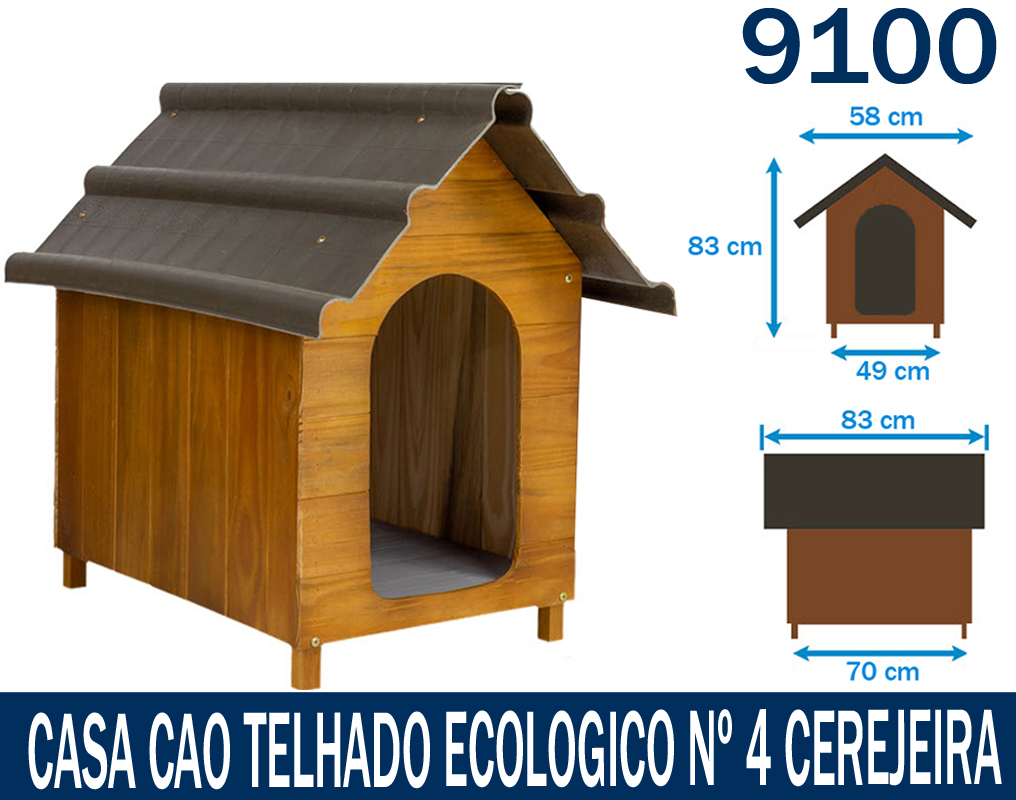 9100
58 cm
83 cm
49 cm
83 cm
70 cm
CASA CAO TELHADO ECOLOGICO Nº 4 CEREJEIRA